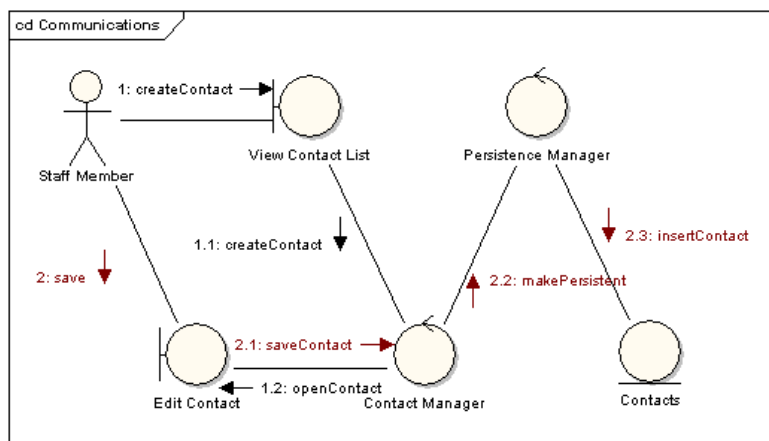 cd Communications
1: createContact
View Contact List
Persistence Manager
Staff Member
2.3: insertContact
1.1: createContact
2: save
2.2: makePersistent
2.1: saveContact
1.2: openContact
Edit Contact
Contact Manager
Contacts